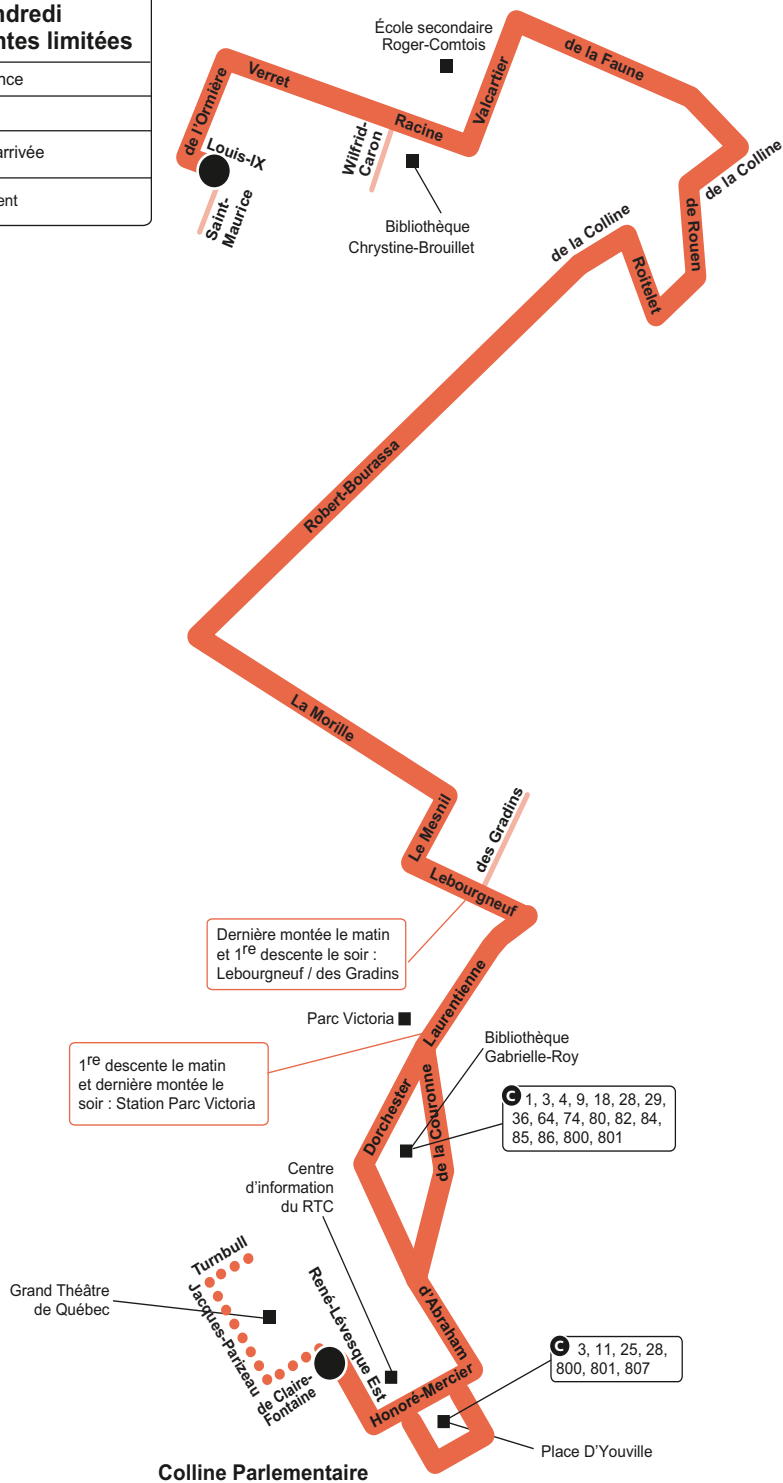 ndredi
ntes limitées
nce
arrivée
ent
École secondaire
Roger-Comtois
de l'Ormière
Verret
Racine
Valcartier
de la Faune
Louis-IX
Saint-
Maurice
Wilfrid-
Caron
Bibliothèque
Chrystine-Brouillet
de la Colline
de la Colline
de Rouen
Roitelet
Robert-Bourassa
La Morille
Le Mesnil
des Gradins
Lebourgneuf
Dernière montée le matin
et 1re descente le soir :
Lebourgneuf / des Gradins
Laurentienne
Parc Victoria
1re descente le matin
et dernière montée le
soir : Station Parc Victoria
Bibliothèque
Gabrielle-Roy
Dorchester
de la Couronne
C 1, 3, 4, 9, 18, 28, 29,
36, 64, 74, 80, 82, 84,
85, 86, 800, 801
Centre
d'information
du RTC
Turnbull
Jacques-Parizeau
Grand Théâtre
de Québec
René-Lévesque Est
d'Abraham
de Claire-
Fontaine
Honoré-Mercier
C 3, 11, 25, 28,
800, 801, 807
Place D'Youville
Colline Parlementaire